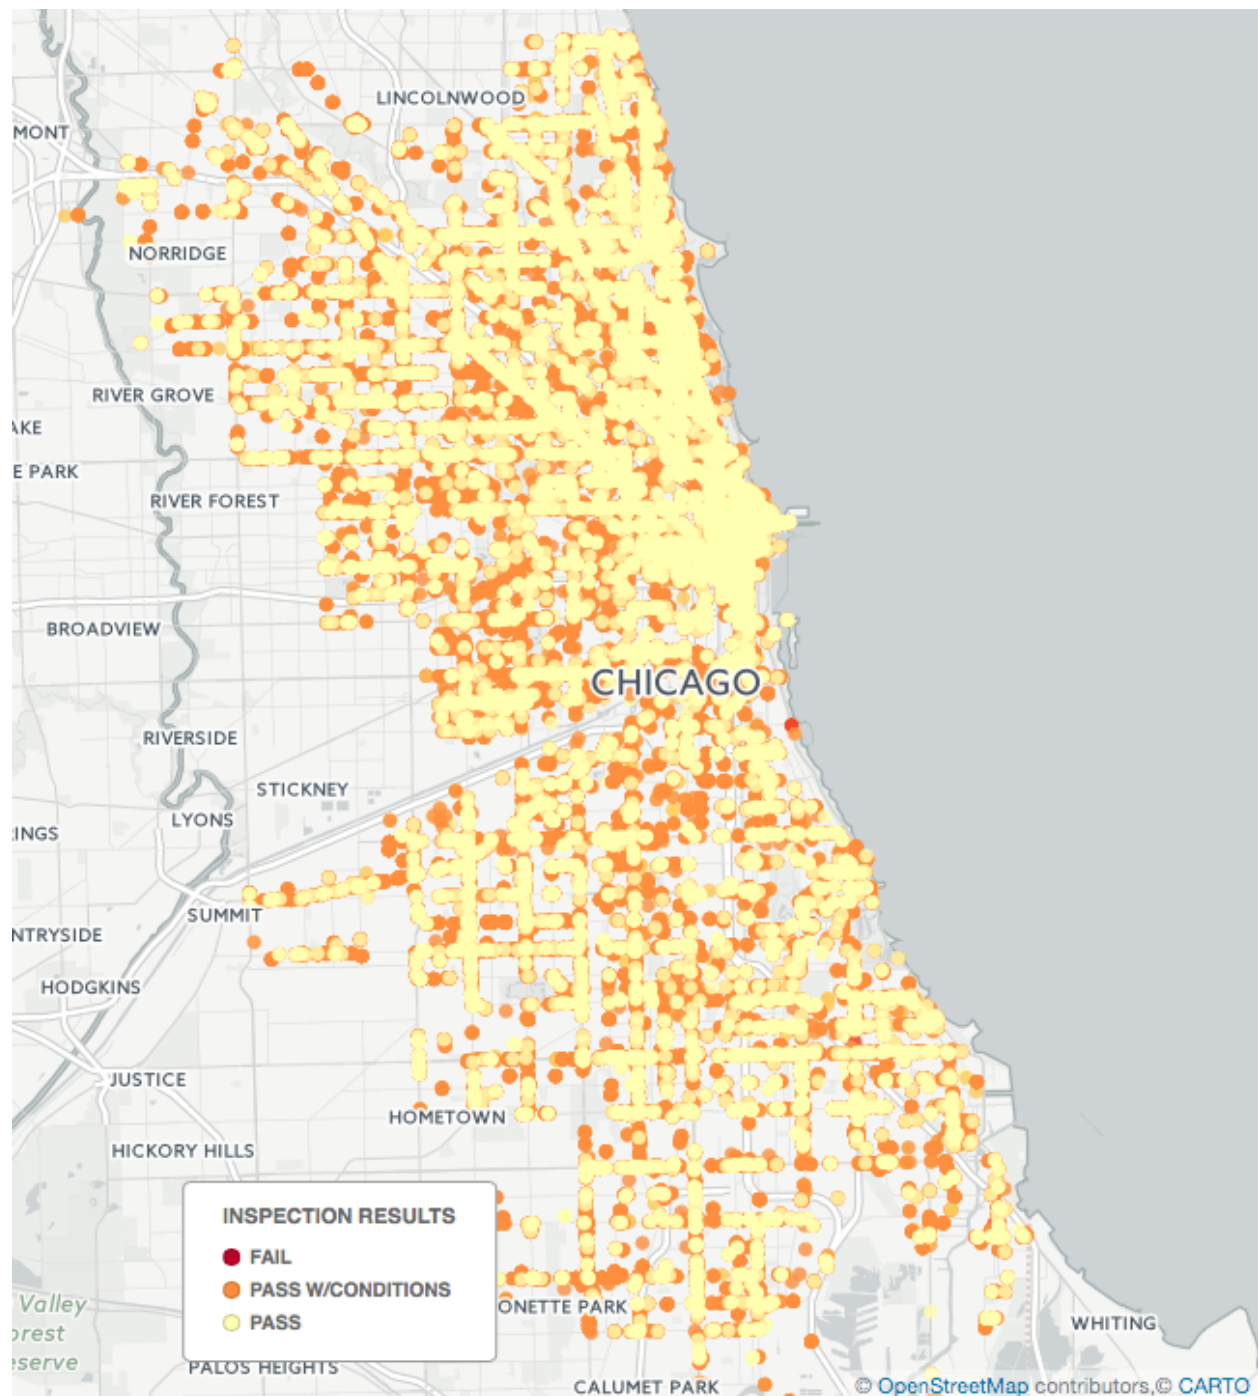 LINCOLNWOOD
MONT
NORRIDGE
RIVER GROVE
AKE
E PARK
RIVER FOREST
BROADVIEW
CHICAGO
RIVERSIDE
STICKNEY
LYONS
INGS
SUMMIT
NTRYSIDE
HODGKINS
JUSTICE
HOMETOWN
HICKORY HILLS
INSPECTION RESULTS
FAIL
PASS W/CONDITIONS
PASS
Valley
orest
eserve
ONETTE PARK
WHITING
PALOS HEIGHTS
CALUMET PARK
© OpenStreetMap contributors,© CARTO